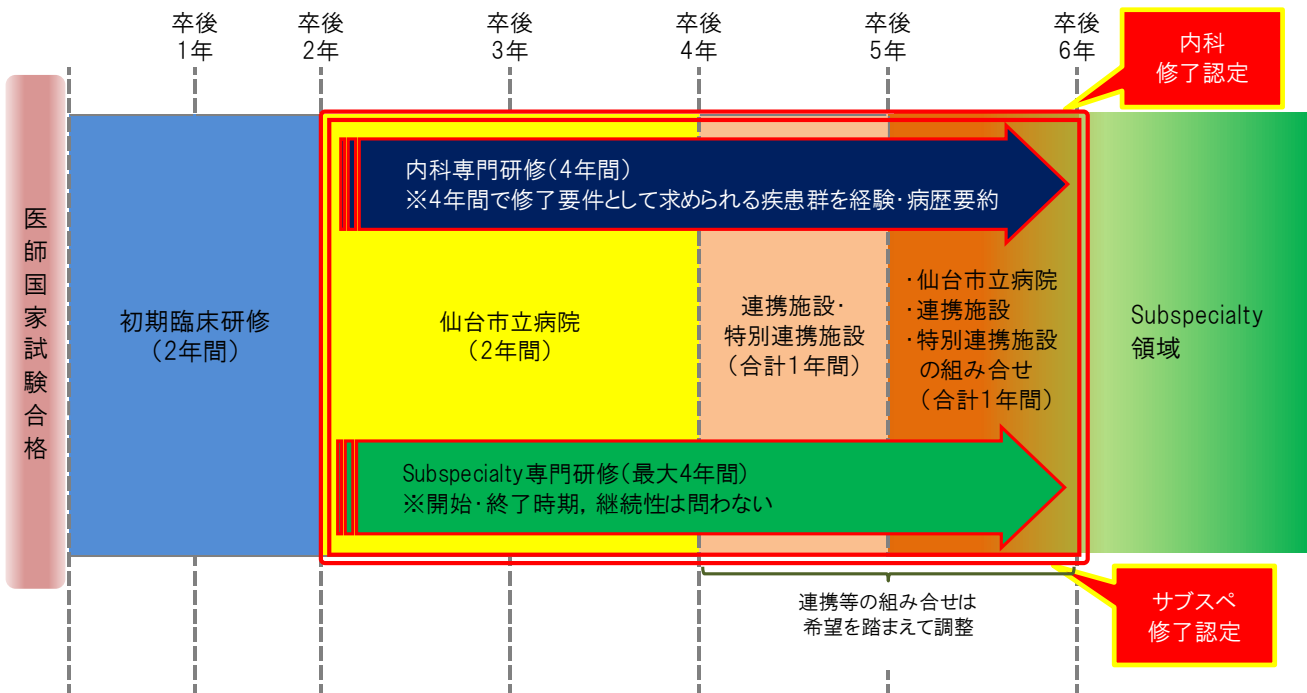 卒後
1年
卒後
2年
卒後
3年
卒後
4年
卒後
5年
卒後
6年
内科
修了認定
医師国家試験合格
内科専門研修(4年間)
※4年間で修了要件として求められる疾患群を経験・病歴要約
初期臨床研修
(2年間)
仙台市立病院
(2年間)
連携施設・
特別連携施設
(合計1年間)
・仙台市立病院
・連携施設
・特別連携施設
の組み合せ
(合計1年間)
Subspecialty
領域
Subspecialty専門研修(最大4年間)
※開始・終了時期，継続性は問わない
連携等の組み合せは
希望を踏まえて調整
サブスペ
修了認定